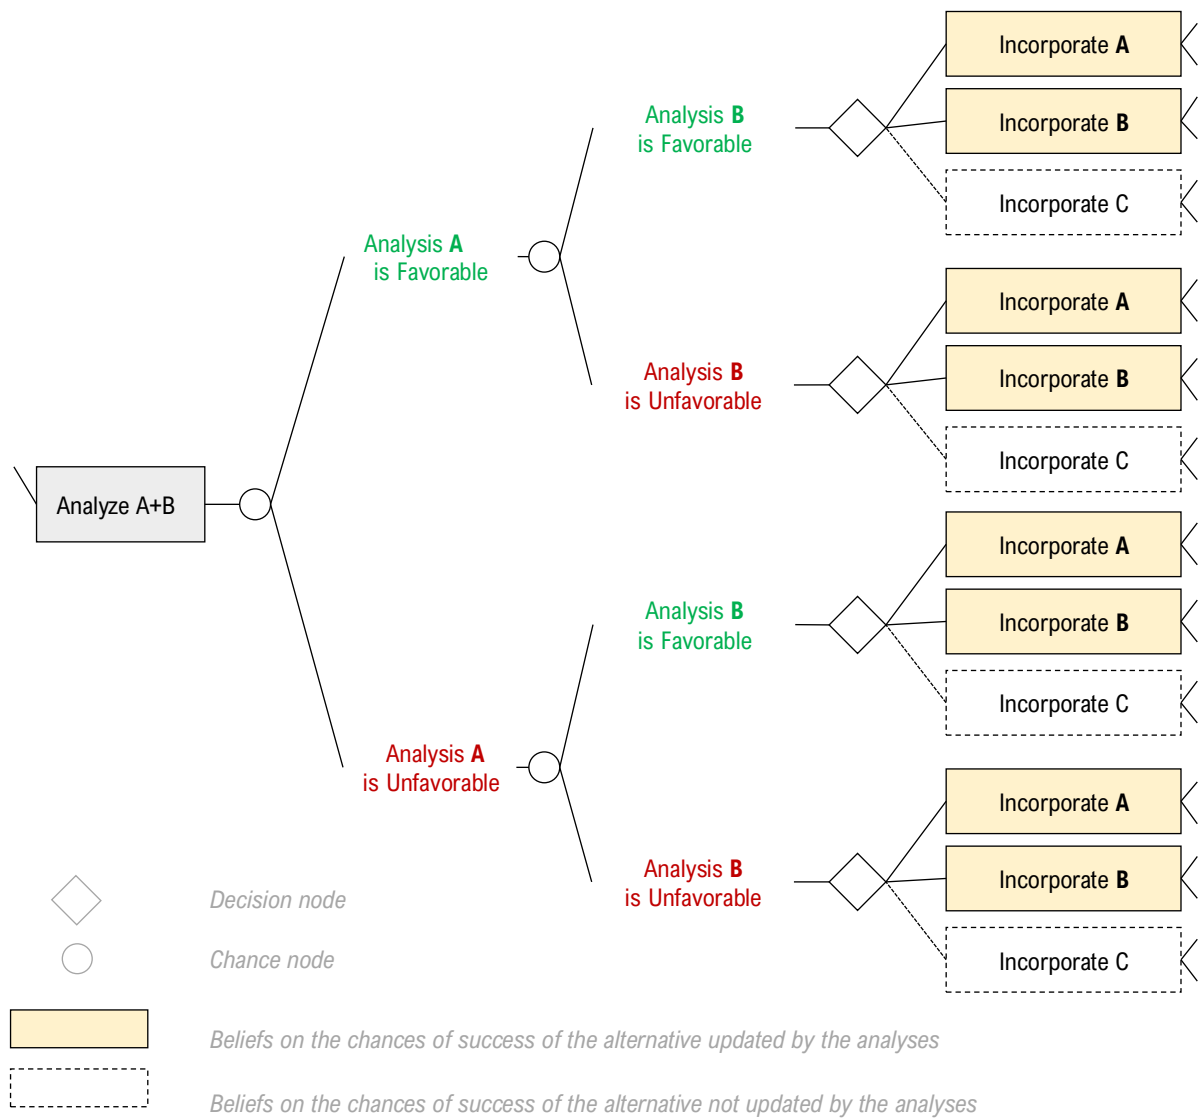 Incorporate A
Analysis B
is Favorable
Incorporate B
Incorporate C
Analysis A
is Favorable
Incorporate A
Analysis B
is Unfavorable
Incorporate B
Incorporate C
Analyze A+B
Incorporate A
Analysis B
is Favorable
Incorporate B
Incorporate C
Analysis A
is Unfavorable
Incorporate A
Analysis B
is Unfavorable
Incorporate B
Incorporate C
Decision node
Chance node
Beliefs on the chances of success of the alternative updated by the analyses
Beliefs on the chances of success of the alternative not updated by the analyses